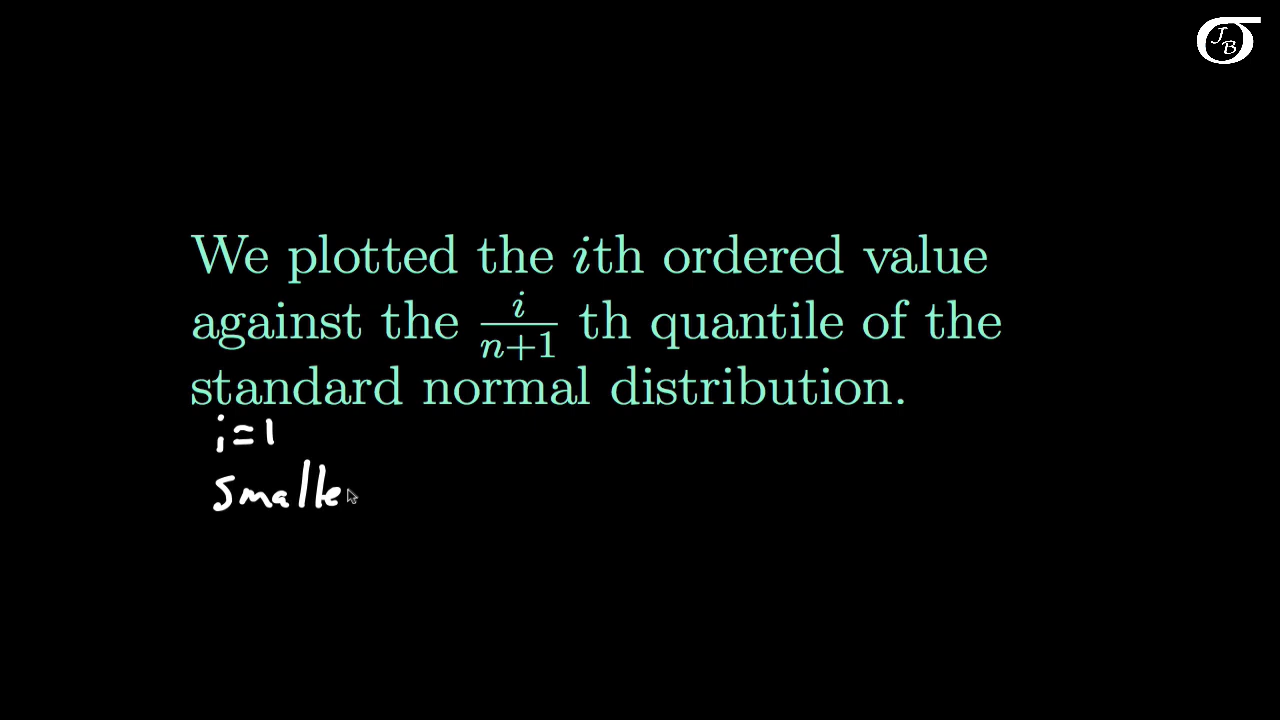 J
B
We plotted the ith ordered value
against the i/(n+1) th quantile of the
standard normal distribution.
i=1
smalle